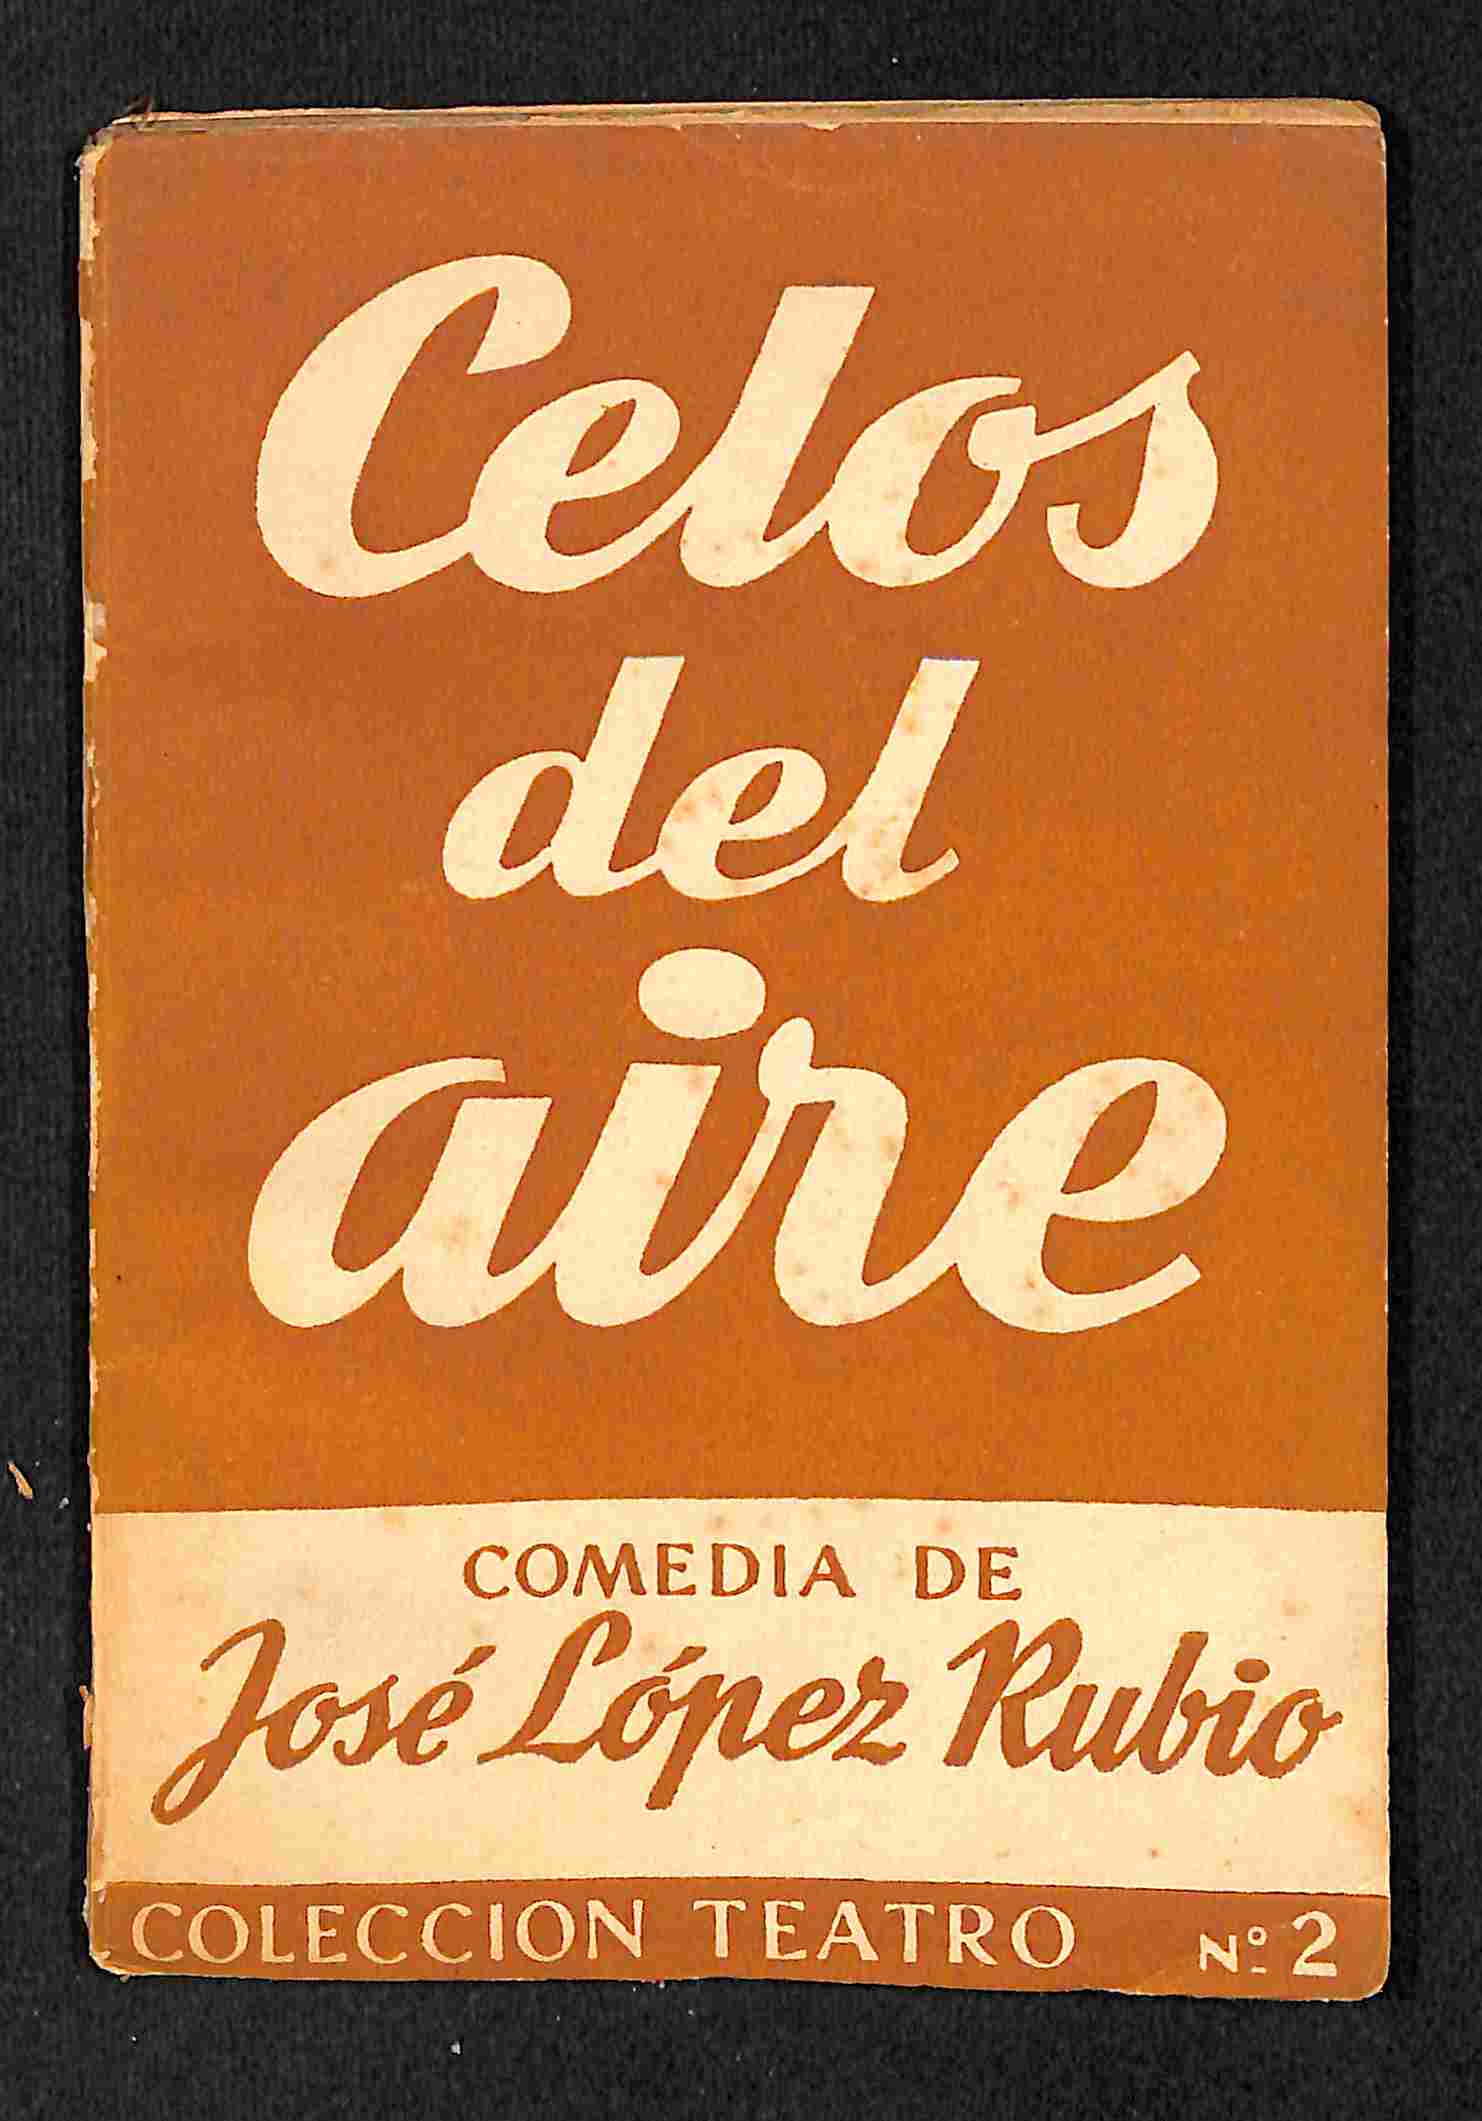 Celos
del
aire
COMEDIA DE
José López Rubio
COLECCION TEATRO Nº 2